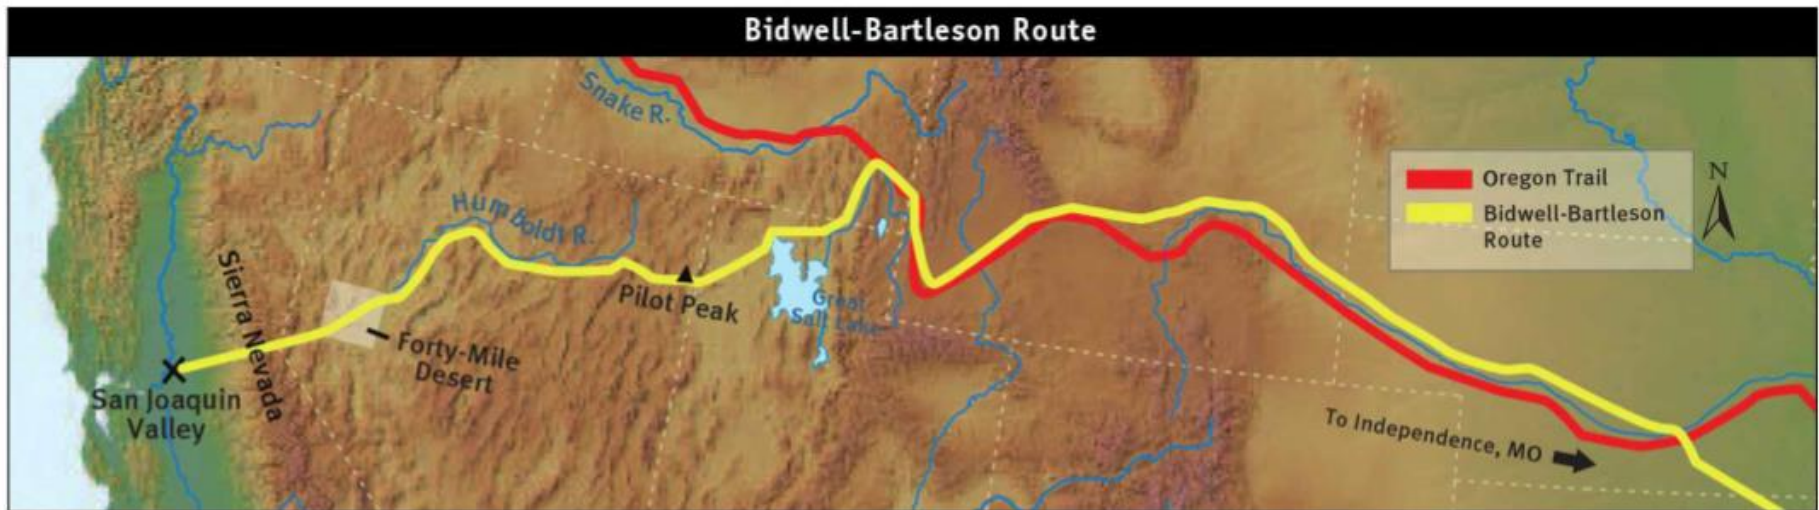 Bidwell-Bartleson Route
Snake R.
Oregon Trail
Bidwell-Bartleson
Route
N
Humboldt R.
Sierra Nevada
Pilot Peak
Great
Salt Lake
Forty-Mile
Desert
San Joaquin
Valley
To Independence, MO